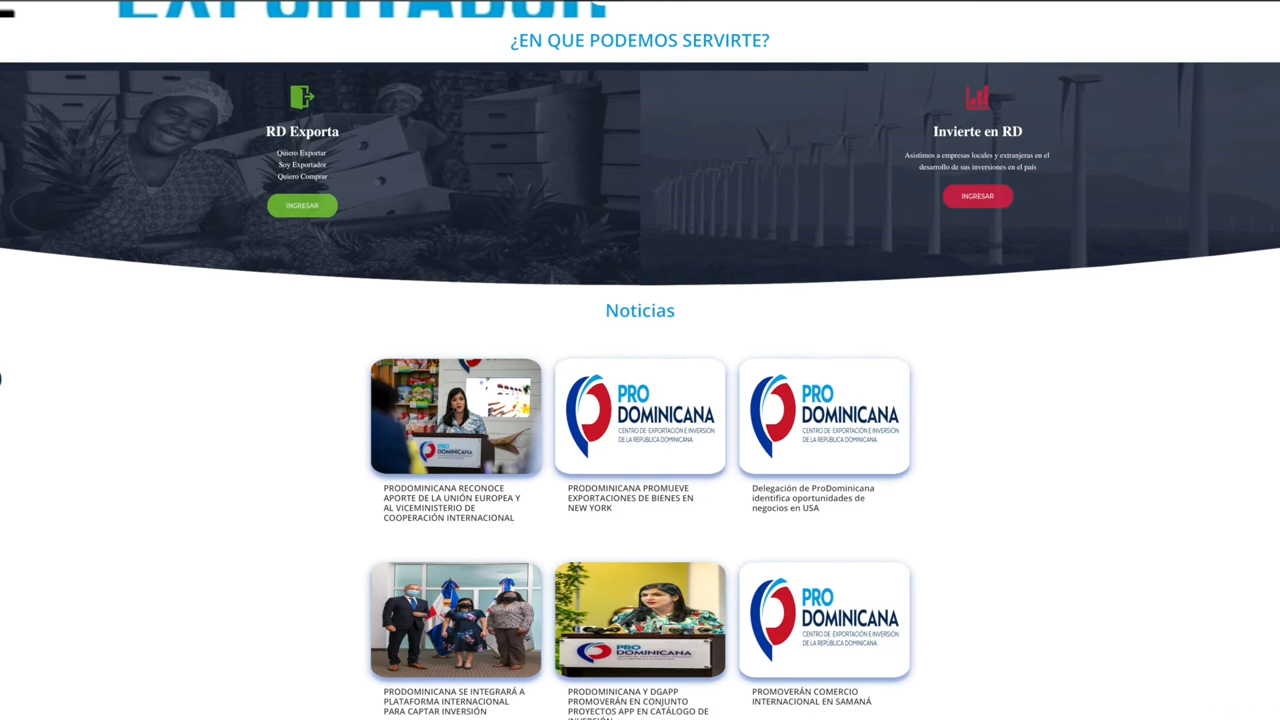 EXPORTADOR.
¿EN QUE PODEMOS SERVIRTE?
RD Exporta
Quiero Exportar
Soy Exportador
Quiero Comprar
INGRESAR
Invierte en RD
Asistimos a empresas locales y extranjeras en el
desarrollo de sus inversiones en el país
INGRESAR
Noticias
PRO
DOMINICANA
PRODOMINICANA RECONOCE
APORTE DE LA UNIÓN EUROPEA Y
AL VICEMINISTERIO DE
COOPERACIÓN INTERNACIONAL
PRO
DOMINICANA
CENTRO DE EXPORTACIÓN E INVERSIÓN
DE LA REPÚBLICA DOMINICANA.
PRODOMINICANA PROMUEVE
EXPORTACIONES DE BIENES EN
NEW YORK
PRO
DOMINICANA
CENTRO DE EXPORTACIÓN E INVERSIÓN
DE LA REPÚBLICA DOMINICANA.
Delegación de ProDominicana
identifica oportunidades de
negocios en USA
PRODOMINICANA SE INTEGRARÁ A
PLATAFORMA INTERNACIONAL
PARA CAPTAR INVERSIÓN
PRODOMINICANA
PRODOMINICANA Y DGAPP
PROMOVERÁN EN CONJUNTO
PROYECTOS APP EN CATÁLOGO DE
INVERSIÓN
PRO
DOMINICANA
CENTRO DE EXPORTACIÓN E INVERSIÓN
DE LA REPÚBLICA DOMINICANA.
PROMOVERÁN COMERCIO
INTERNACIONAL EN SAMANÁ